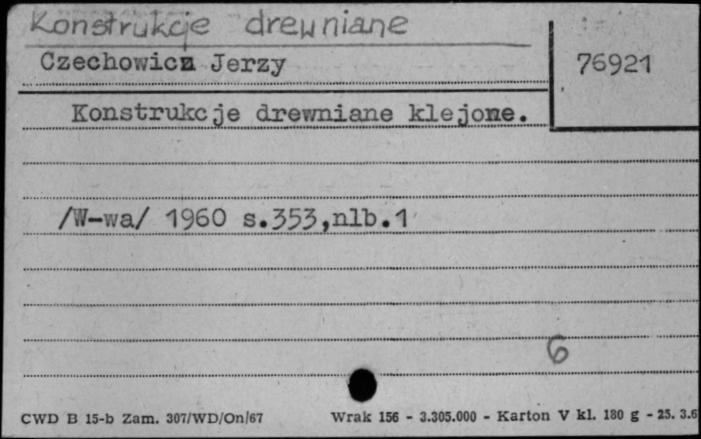 Konstrukcje drewniane
Czechowicz Jerzy
76921
Konstrukcje drewniane klejone.
/W-wa/ 1960 s.353,nlb.1
6
CWD B 15-b Zam. 307/WD/On/67 Wrak 156 - 3.305.000 - Karton V kl. 180 g - 25. 3.6